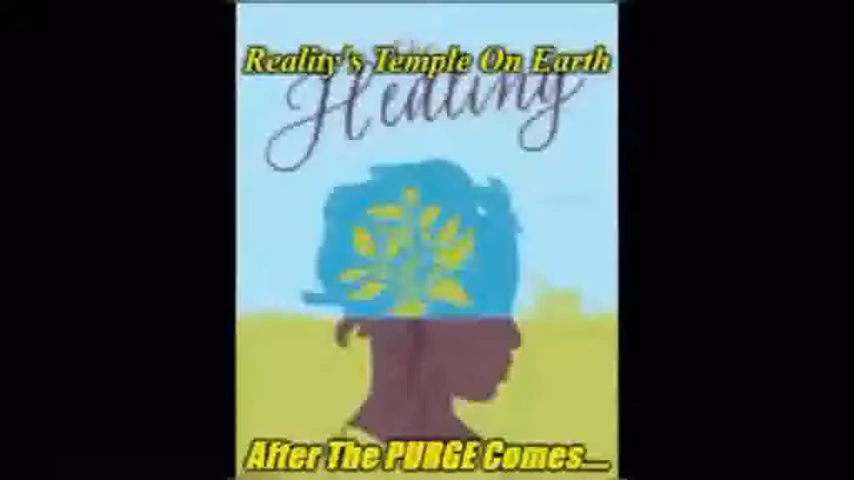 Reality's Temple On Earth
Healing
After The PURGE Comes....